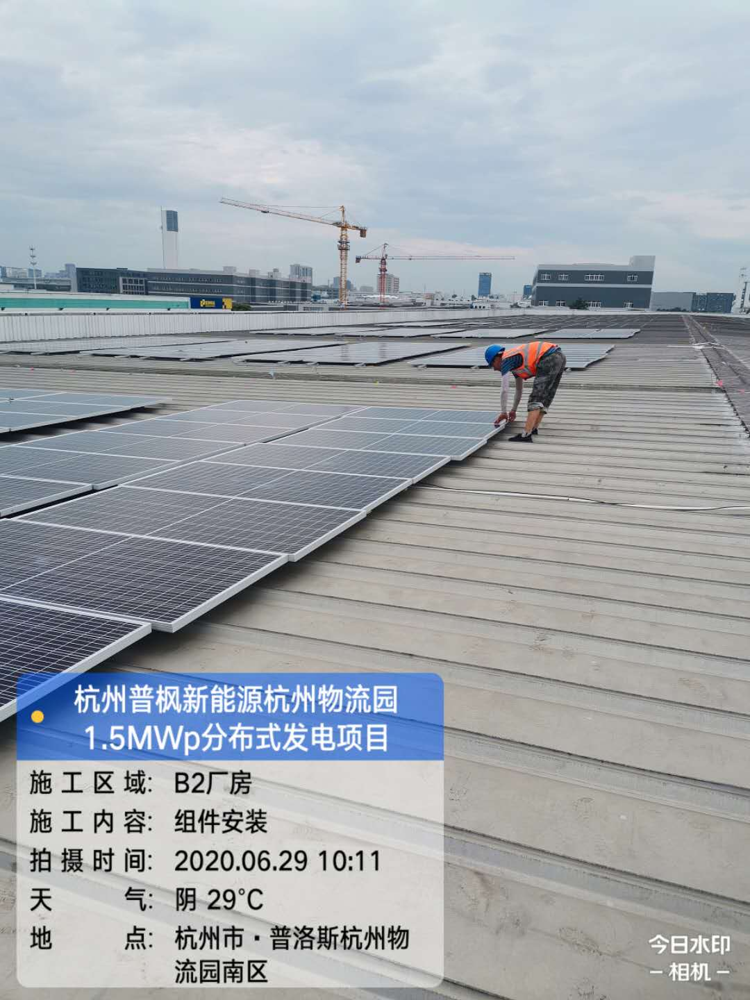 杭州普枫新能源杭州物流园
1.5MWp分布式发电项目
施工区域: B2厂房
施工内容: 组件安装
拍摄时间: 2020.06.29 10:11
天气: 阴 29°C
地点: 杭州市·普洛斯杭州物
流园南区
今日水印
-相机-